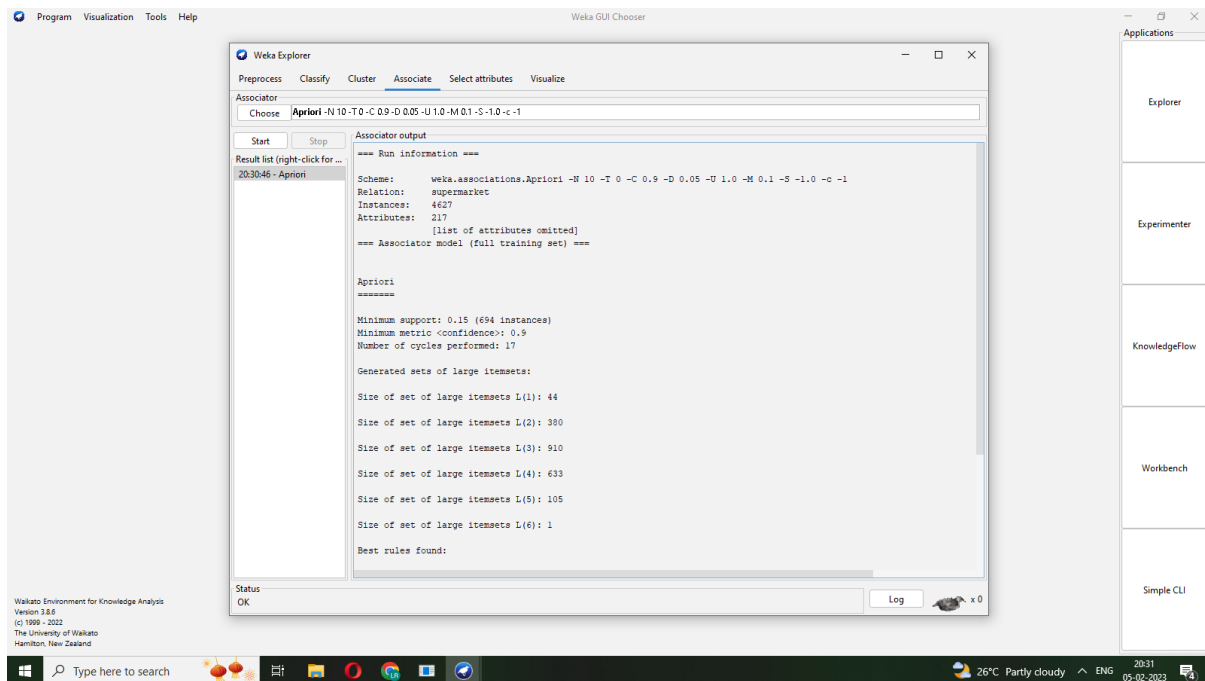 Program Visualization Tools Help
Weka GUI Chooser
Applications
Explorer
Experimenter
KnowledgeFlow
Workbench
Simple CLI
Weka Explorer
Preprocess Classify Cluster Associate Select attributes Visualize
Associator
Choose Apriori -N 10 -T 0 -C 0.9 -D 0.05 -U 1.0 -M 0.1 -S -1.0 -c -1
Start Stop
Result list (right-click for ...
20:30:46 - Apriori
Associator output
=== Run information ===
Scheme: weka.associations.Apriori -N 10 -T 0 -C 0.9 -D 0.05 -U 1.0 -M 0.1 -S -1.0 -c -1
Relation: supermarket
Instances: 4627
Attributes: 217
[list of attributes omitted]
=== Associator model (full training set) ===
Apriori
=======
Minimum support: 0.15 (694 instances)
Minimum metric <confidence>: 0.9
Number of cycles performed: 17
Generated sets of large itemsets:
Size of set of large itemsets L(1): 44
Size of set of large itemsets L(2): 380
Size of set of large itemsets L(3): 910
Size of set of large itemsets L(4): 633
Size of set of large itemsets L(5): 105
Size of set of large itemsets L(6): 1
Best rules found:
Status
OK
Log
x 0
Waikato Environment for Knowledge Analysis
Version 3.8.6
(c) 1999 - 2022
The University of Waikato
Hamilton, New Zealand
Type here to search
26°C Partly cloudy
ENG
20:31
05-02-2023
4